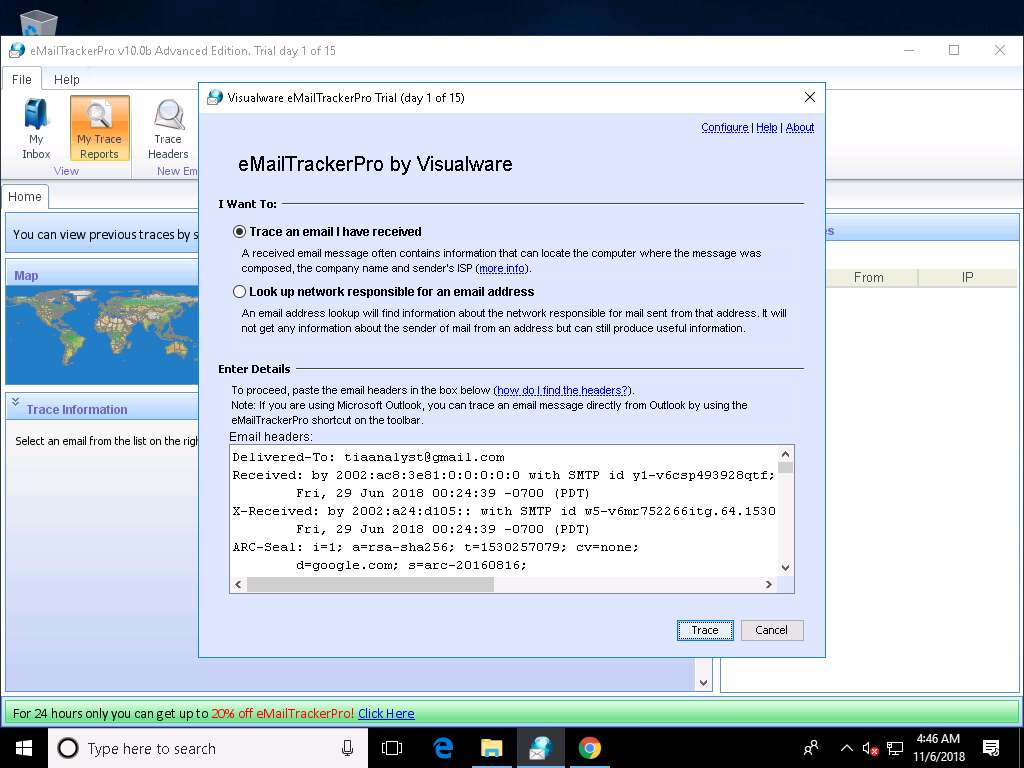 eMailTrackerPro v10.0b Advanced Edition. Trial day 1 of 15
File Help
My Inbox
My Trace Reports
Trace Headers
View
New Em
Home
You can view previous traces by s
Map
Trace Information
Select an email from the list on the righ
es
From IP
Visualware eMailTrackerPro Trial (day 1 of 15)
Configure | Help | About
eMailTrackerPro by Visualware
I Want To:
Trace an email I have received
A received email message often contains information that can locate the computer where the message was
composed, the company name and sender's ISP (more info).
Look up network responsible for an email address
An email address lookup will find information about the network responsible for mail sent from that address. It will
not get any information about the sender of mail from an address but can still produce useful information.
Enter Details
To proceed, paste the email headers in the box below (how do I find the headers?).
Note: If you are using Microsoft Outlook, you can trace an email message directly from Outlook by using the
eMailTrackerPro shortcut on the toolbar.
Email headers:
Delivered-To: tiaanalyst@gmail.com
Received: by 2002:ac8:3e81:0:0:0:0:0 with SMTP id y1-v6csp493928qtf;
Fri, 29 Jun 2018 00:24:39 -0700 (PDT)
X-Received: by 2002:a24:d105:: with SMTP id w5-v6mr752266itg.64.1530
Fri, 29 Jun 2018 00:24:39 -0700 (PDT)
ARC-Seal: i=1; a=rsa-sha256; t=1530257079; cv=none;
d=google.com; s=arc-20160816;
Trace Cancel
For 24 hours only you can get up to 20% off eMailTrackerPro! Click Here
Type here to search
4:46 AM
11/6/2018